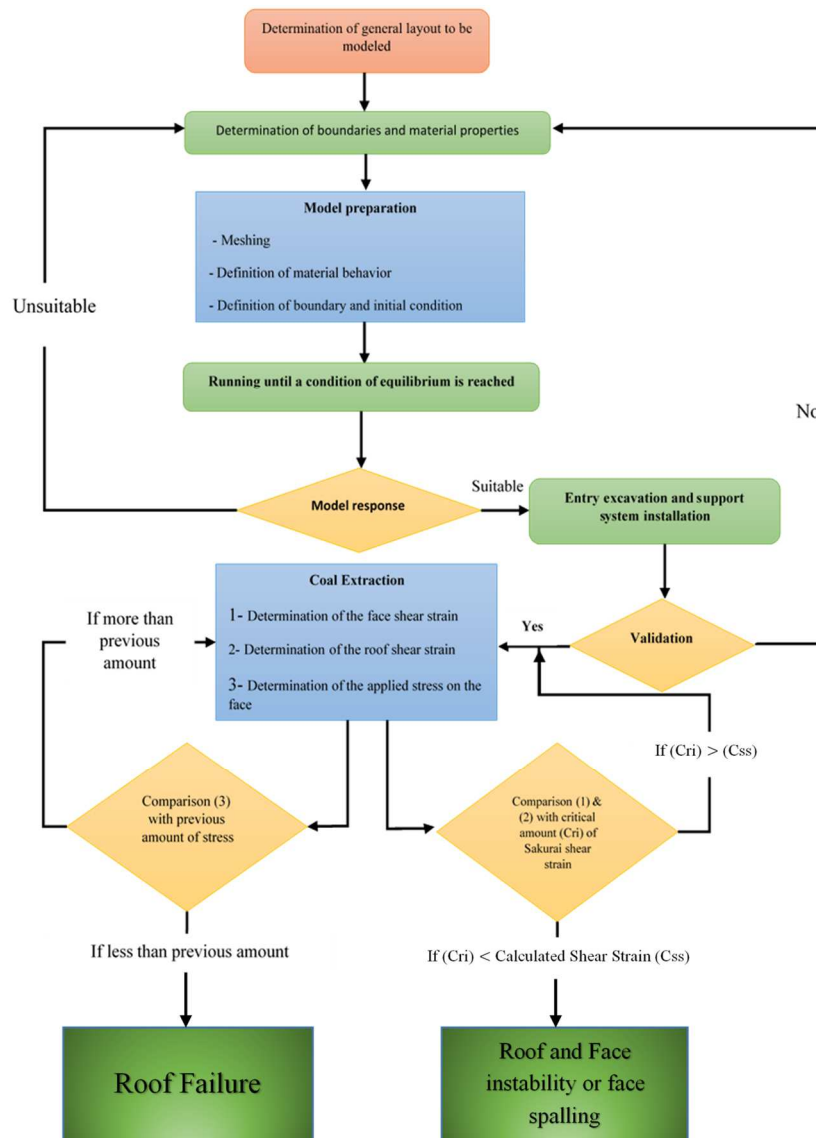 Determination of general layout to be
modeled
Determination of boundaries and material properties
Model preparation
- Meshing
- Definition of material behavior
- Definition of boundary and initial condition
Unsuitable
Running until a condition of equilibrium is reached
No
Model response
Suitable
Entry excavation and support
system installation
Coal Extraction
1- Determination of the face shear strain
2- Determination of the roof shear strain
3- Determination of the applied stress on the
face
If more than
previous
amount
Yes
Validation
If (Cri) > (Css)
Comparison (3)
with previous
amount of stress
Comparison (1) &
(2) with critical
amount (Cri) of
Sakurai shear
strain
If less than previous amount
If (Cri) < Calculated Shear Strain (Css)
Roof Failure
Roof and Face
instability or face
spalling